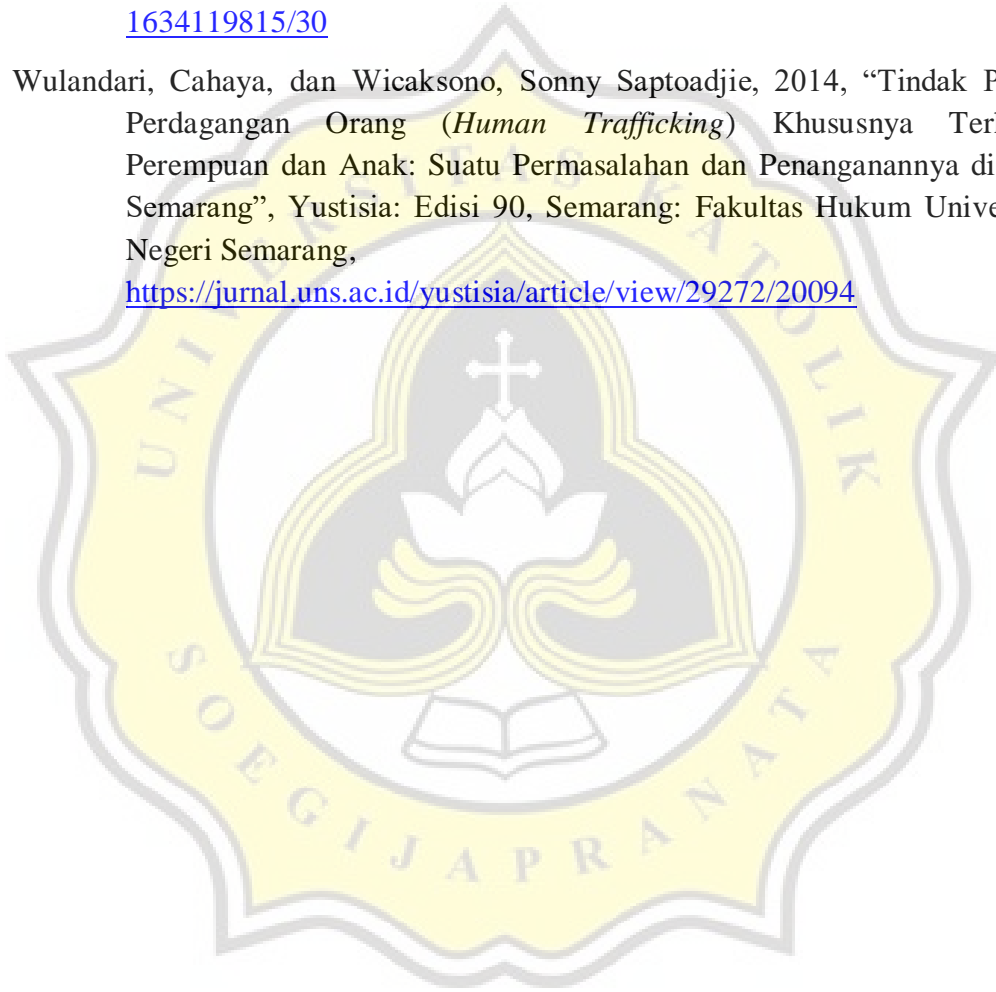 1634119815/30
Wulandari, Cahaya, dan Wicaksono, Sonny Saptoadjie, 2014, “Tindak P
Perdagangan Orang (Human Trafficking) Khususnya Ter
Perempuan dan Anak: Suatu Permasalahan dan Penanganannya di
Semarang”, Yustisia: Edisi 90, Semarang: Fakultas Hukum Unive
Negeri Semarang,
https://jurnal.uns.ac.id/yustisia/article/view/29272/20094
UNIVERSITAS KATOLIK
SOEGIJAPRANATA